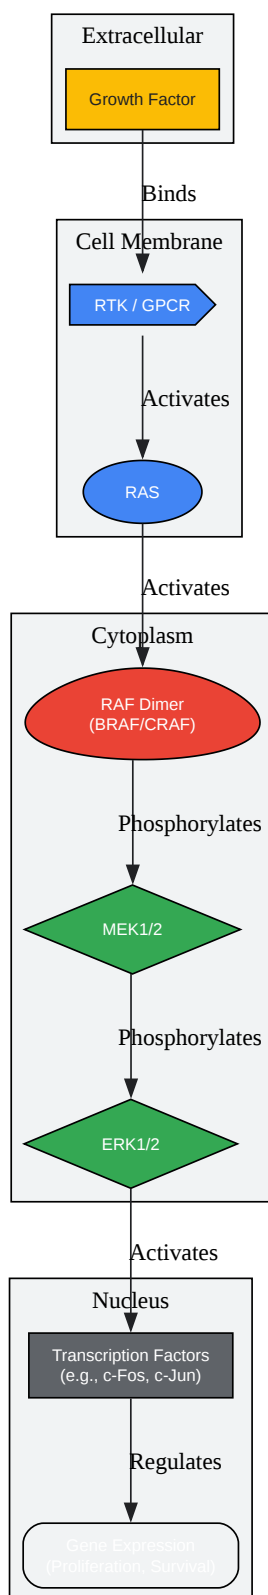 Extracellular
Growth Factor
Binds
Cell Membrane
RTK / GPCR
Activates
RAS
Activates
Cytoplasm
RAF Dimer
(BRAF/CRAF)
Phosphorylates
MEK1/2
Phosphorylates
ERK1/2
Activates
Nucleus
Transcription Factors
(e.g., c-Fos, c-Jun)
Regulates
Gene Expression
(Proliferation, Survival)